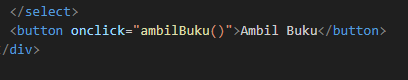 </select>
<button onclick="ambilBuku()">Ambil Buku</button>
/div>